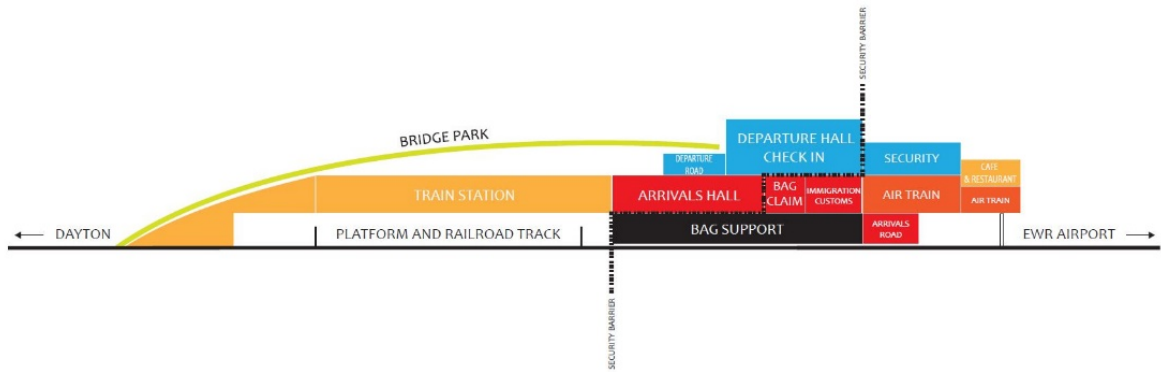 SECURITY BARRIER
BRIDGE PARK
DEPARTURE HALL
CHECK IN
DEPARTURE
ROAD
SECURITY
CAFE
& RESTAURANT
TRAIN STATION
ARRIVALS HALL
BAG
CLAIM
IMMIGRATION
CUSTOMS
AIR TRAIN
AIR TRAIN
DAYTON
PLATFORM AND RAILROAD TRACK
BAG SUPPORT
ARRIVALS
ROAD
EWR AIRPORT
SECURITY BARRIER